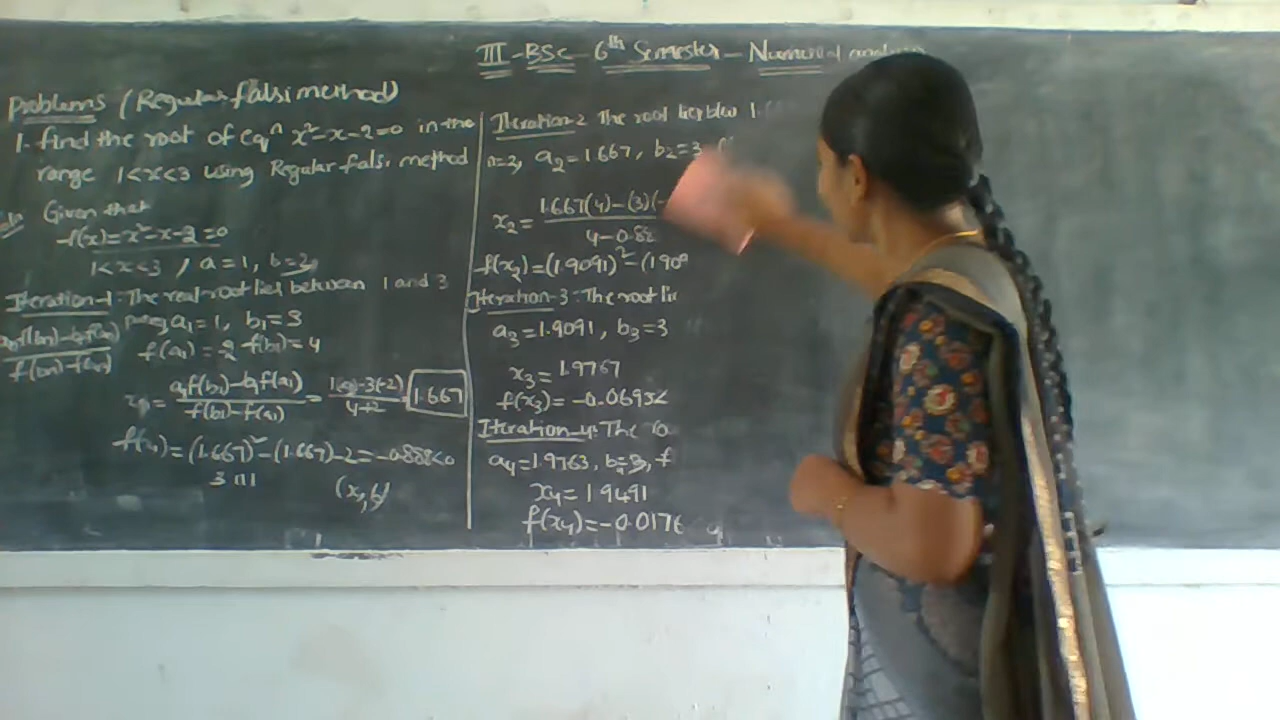 III - BSc - 6th Semester - Numerical
Problems (Regular falsi method)
1. find the root of Eqn x²-x-2=0 in the
range 1<x<3 using Regular falsi method
Given that
f(x)=x²-x-2=0
1<x<3, a=1, b=3
Iteration-1: The real root lies between 1 and 3
a₁=1, b₁=3
f(a₁)=-2 f(b₁)=4
f(bn)-f(an)
x₁= a₁f(b₁)-b₁f(a₁) / f(b₁)-f(a₁) = 1(4)-3(-2) / 4+2 1.667
f(x₁)=(1.667)²-(1.667)-2=-0.888<0
(x₁,b)
Iteration-2 The root lies b/w 1.6
n=2, a₂=1.667, b₂=3
x₂= 1.667(4)-(3)(- / 4-0.88
f(x₂)=(1.9091)²-(1.909
Iteration-3: The root lie
a₃=1.9091, b₃=3
x₃=1.9767
f(x₃)=-0.0693<
Iteration-4: The ro
a₄=1.9763, b₄=3, f
x₄=1.9491
f(x₄)=-0.0176